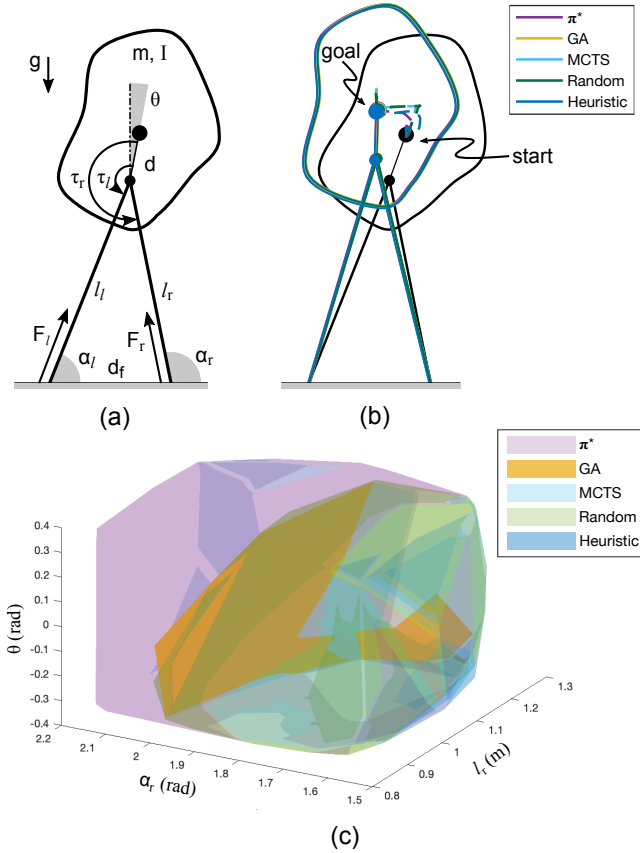 m, I
g
θ
d
τr
τl
ll
lr
Fl
Fr
αl
αr
df
(a)
π*
GA
MCTS
Random
Heuristic
goal
start
(b)
π*
GA
MCTS
Random
Heuristic
θ (rad)
0.4
0.3
0.2
0.1
0
-0.1
-0.2
-0.3
-0.4
2.2
2.1
2
1.9
1.8
1.7
1.6
1.5
αr (rad)
0.8
0.9
1
1.1
1.2
1.3
lr (m)
(c)